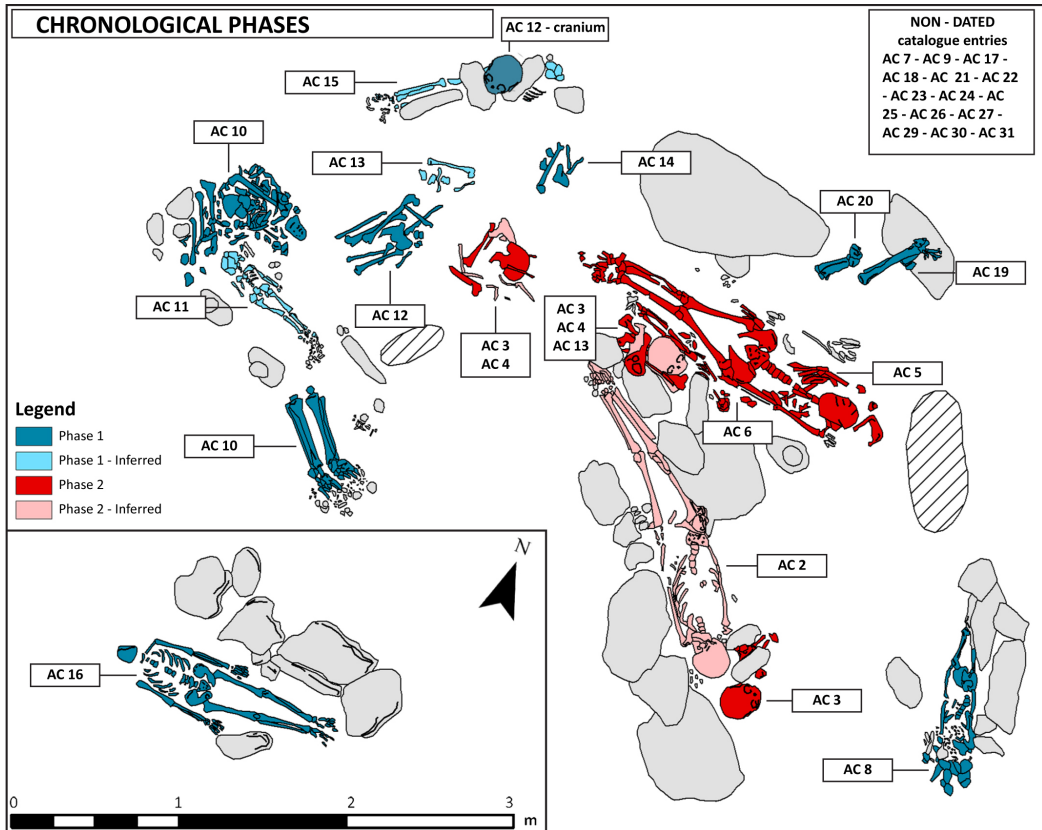 CHRONOLOGICAL PHASES
AC 12 - cranium
NON - DATED
catalogue entries
AC 7 - AC 9 - AC 17 -
AC 18 - AC 21 - AC 22
- AC 23 - AC 24 - AC
25 - AC 26 - AC 27 -
AC 29 - AC 30 - AC 31
AC 15
AC 10
AC 13
AC 14
AC 20
AC 19
AC 11
AC 12
AC 3
AC 4
AC 3
AC 4
AC 13
AC 5
AC 6
Legend
Phase 1
Phase 1 - Inferred
Phase 2
Phase 2 - Inferred
AC 10
AC 2
N
AC 16
AC 3
AC 8
0 1 2 3
m